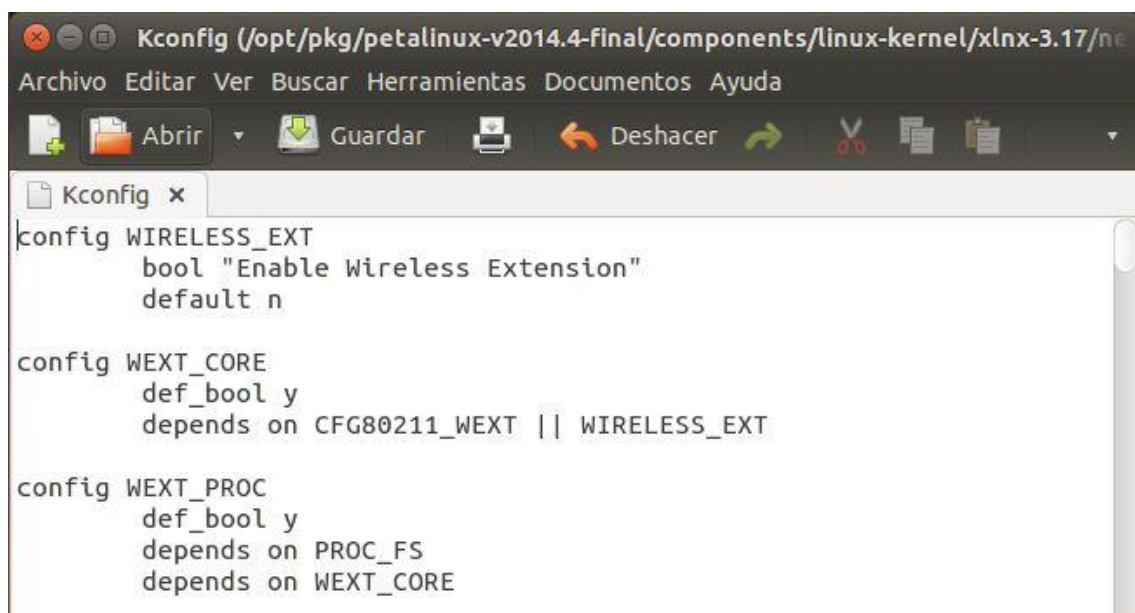 Kconfig (/opt/pkg/petalinux-v2014.4-final/components/linux-kernel/xlnx-3.17/ne
Archivo Editar Ver Buscar Herramientas Documentos Ayuda
Abrir Guardar Deshacer
Kconfig ×
config WIRELESS_EXT
        bool "Enable Wireless Extension"
        default n
config WEXT_CORE
        def_bool y
        depends on CFG80211_WEXT || WIRELESS_EXT
config WEXT_PROC
        def_bool y
        depends on PROC_FS
        depends on WEXT_CORE